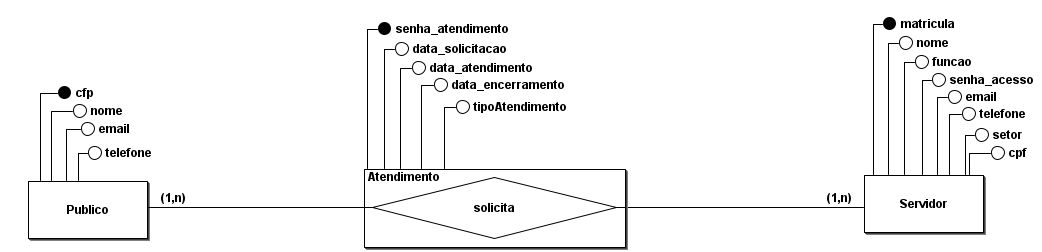 cfp
nome
email
telefone
Publico
(1,n)
senha_atendimento
data_solicitacao
data_atendimento
data_encerramento
tipoAtendimento
Atendimento
solicita
matricula
nome
funcao
senha_acesso
email
telefone
setor
cpf
(1,n)
Servidor